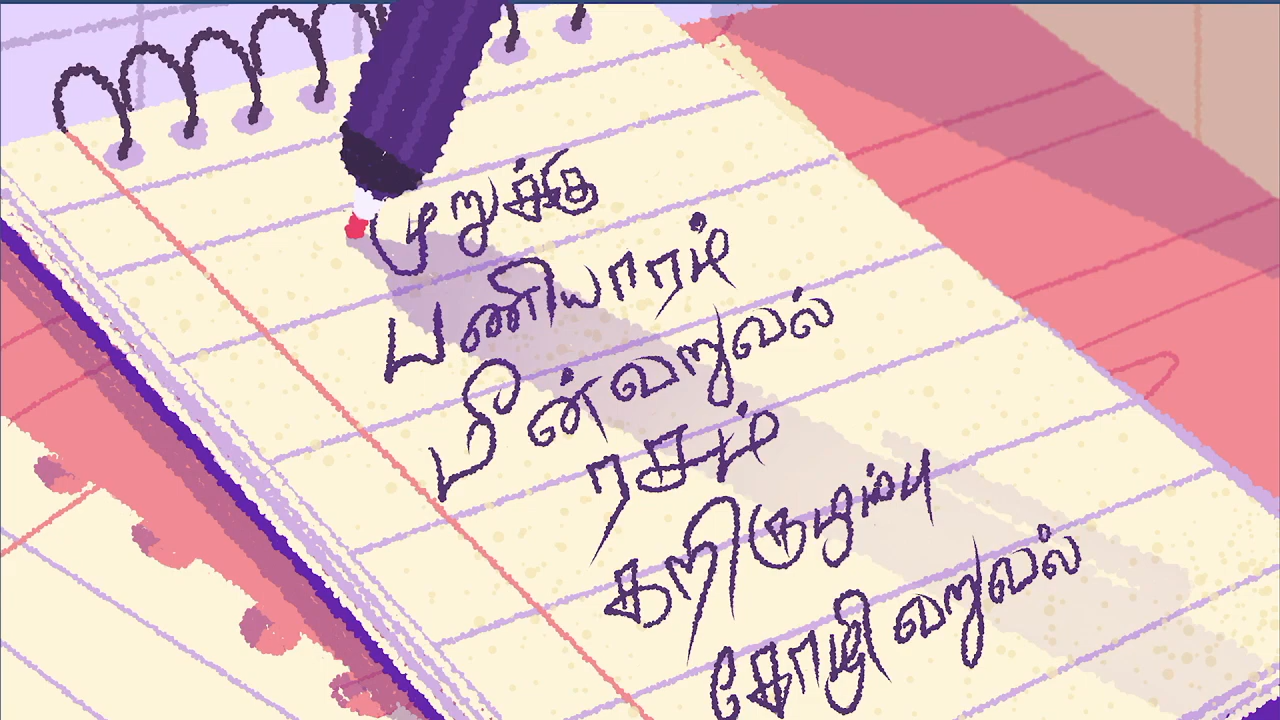 முறுக்கு
பணியாரம்
மீன்வறுவல்
ரசம்
கறிகுழம்பு
கோழி வறுவல்